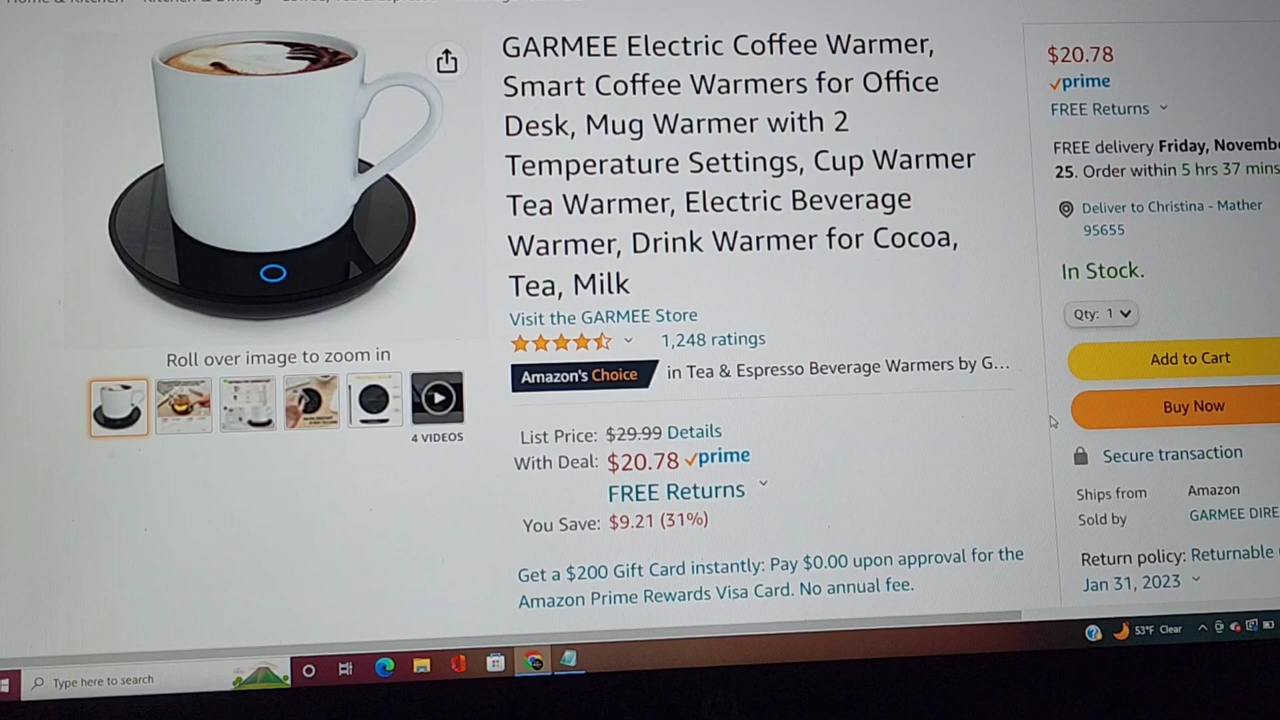 GARMEE Electric Coffee Warmer,
Smart Coffee Warmers for Office
Desk, Mug Warmer with 2
Temperature Settings, Cup Warmer
Tea Warmer, Electric Beverage
Warmer, Drink Warmer for Cocoa,
Tea, Milk
Visit the GARMEE Store
1,248 ratings
Amazon's Choice in Tea & Espresso Beverage Warmers by G...
Roll over image to zoom in
4 VIDEOS
List Price: $29.99 Details
With Deal: $20.78 prime
FREE Returns
You Save: $9.21 (31%)
Get a $200 Gift Card instantly: Pay $0.00 upon approval for the
Amazon Prime Rewards Visa Card. No annual fee.
$20.78
prime
FREE Returns
FREE delivery Friday, Novembe
25. Order within 5 hrs 37 mins
Deliver to Christina - Mather
95655
In Stock.
Qty: 1
Add to Cart
Buy Now
Secure transaction
Ships from Amazon
Sold by GARMEE DIRE
Return policy: Returnable
Jan 31, 2023
Type here to search
53°F Clear